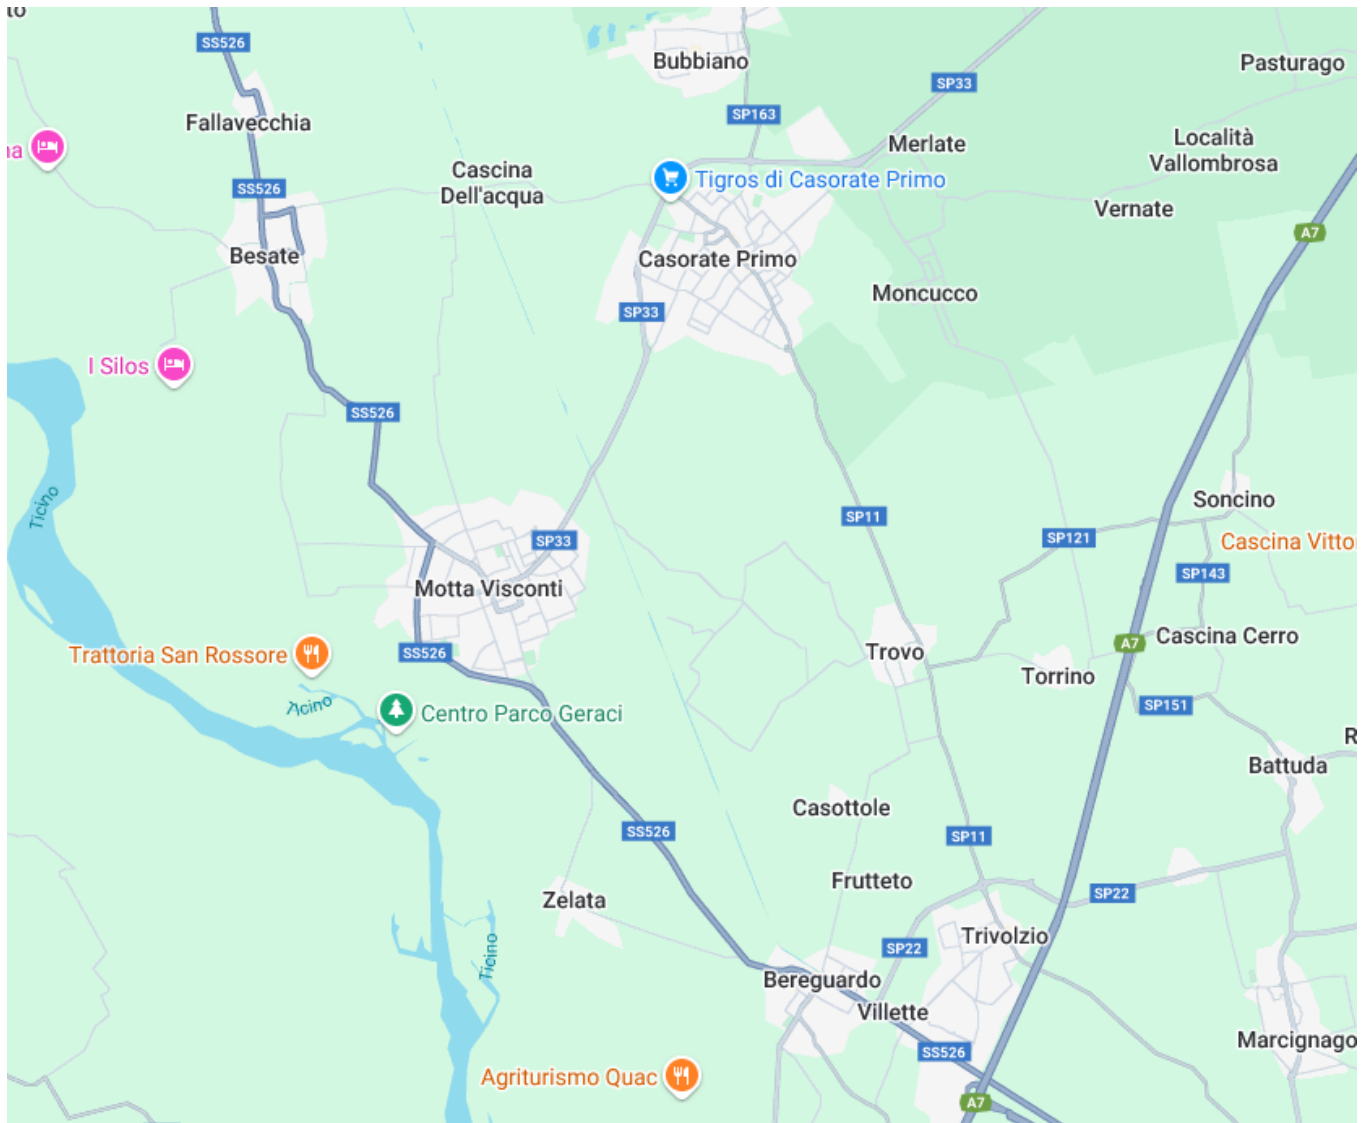 SS526
Bubbiano
Pasturago
SP33
SP163
Fallavecchia
Località
Vallombrosa
Merlate
Cascina
Dell'acqua
Tigros di Casorate Primo
SS526
Vernate
A7
Besate
Casorate Primo
Moncucco
SP33
I Silos
SS526
Ticino
Soncino
SP11
SP121
SP33
Cascina Vitto
SP143
Motta Visconti
Cascina Cerro
A7
Trovo
SS526
Trattoria San Rossore
Torrino
Ticino
SP151
Centro Parco Geraci
R
Battuda
Casottole
SS526
SP11
Frutteto
SP22
Zelata
Trivolzio
SP22
Ticino
Bereguardo
Villette
Marcignago
SS526
Agriturismo Quac
A7